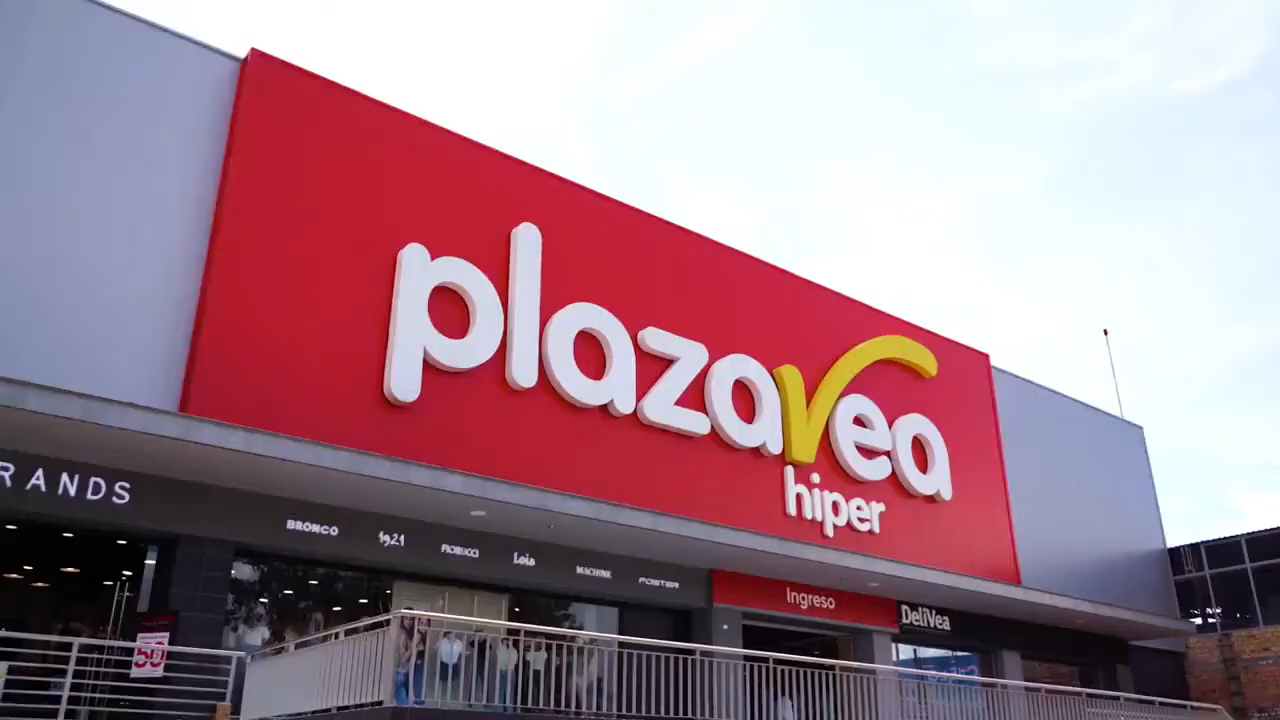 plazavea
hiper
RANDS
BRONCO
1921
FIORUCCI
Lois
MACHINE
FOSTER
Ingreso
DeliVea
50